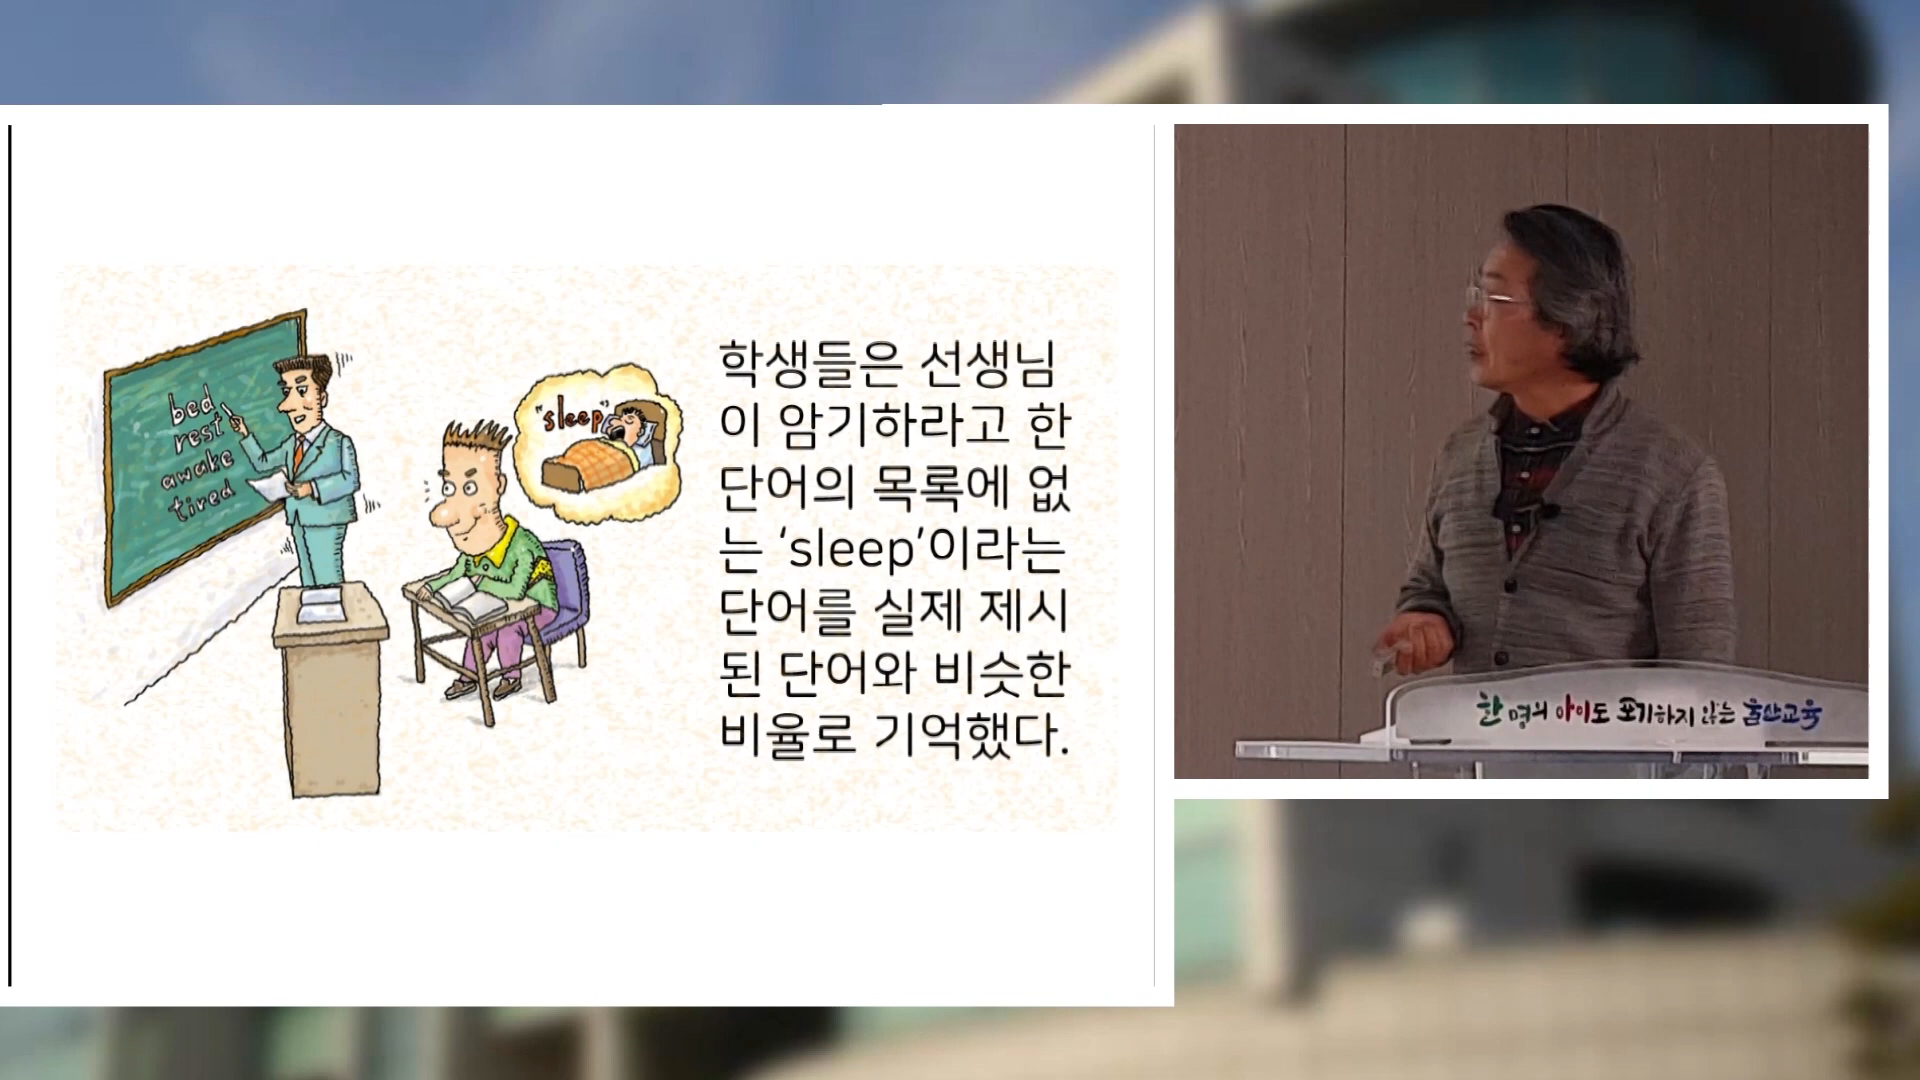 bed
rest
awake
tired
"sleep"
학생들은 선생님
이 암기하라고 한
단어의 목록에 없
는 ‘sleep’이라는
단어를 실제 제시
된 단어와 비슷한
비율로 기억했다.
한 명의 아이도 포기하지 않는 울산교육